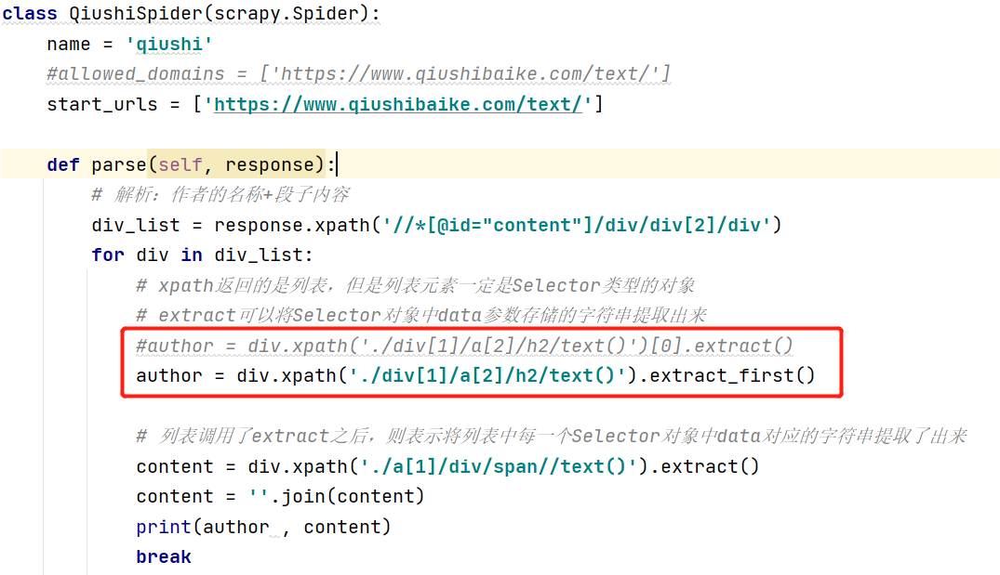 class QiushiSpider(scrapy.Spider):
    name = 'qiushi'
    #allowed_domains = ['https://www.qiushibaike.com/text/']
    start_urls = ['https://www.qiushibaike.com/text/']
    def parse(self, response):
        # 解析：作者的名称+段子内容
        div_list = response.xpath('//*[@id="content"]/div/div[2]/div')
        for div in div_list:
            # xpath返回的是列表，但是列表元素一定是Selector类型的对象
            # extract可以将Selector对象中data参数存储的字符串提取出来
            #author = div.xpath('./div[1]/a[2]/h2/text()')[0].extract()
            author = div.xpath('./div[1]/a[2]/h2/text()').extract_first()
            # 列表调用了extract之后，则表示将列表中每一个Selector对象中data对应的字符串提取了出来
            content = div.xpath('./a[1]/div/span//text()').extract()
            content = ''.join(content)
            print(author , content)
            break